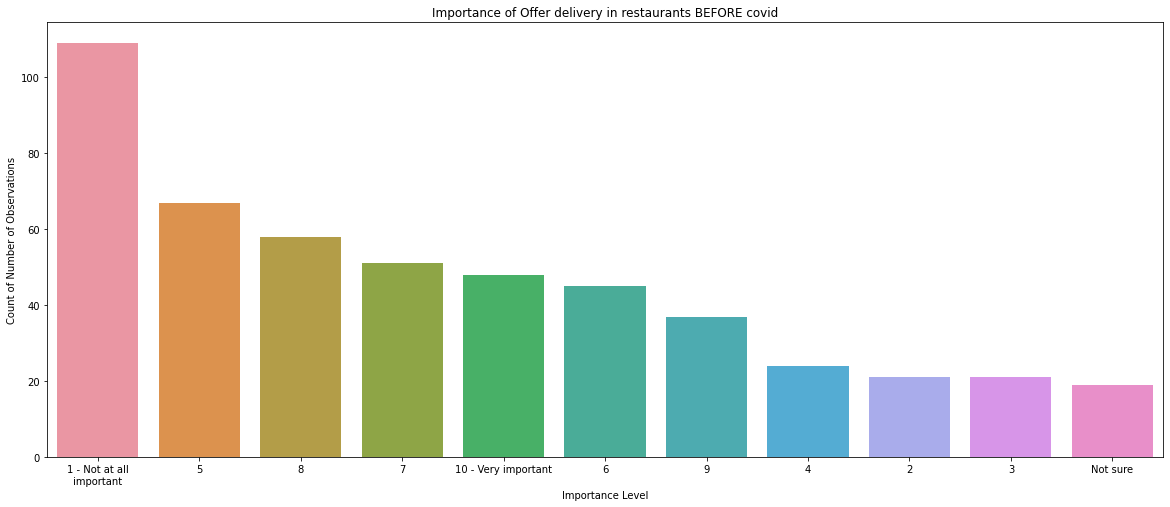 Importance of Offer delivery in restaurants BEFORE covid
Count of Number of Observations
100
80
60
40
20
0
1 - Not at all
important
5
8
7
10 - Very important
6
9
4
2
3
Not sure
Importance Level